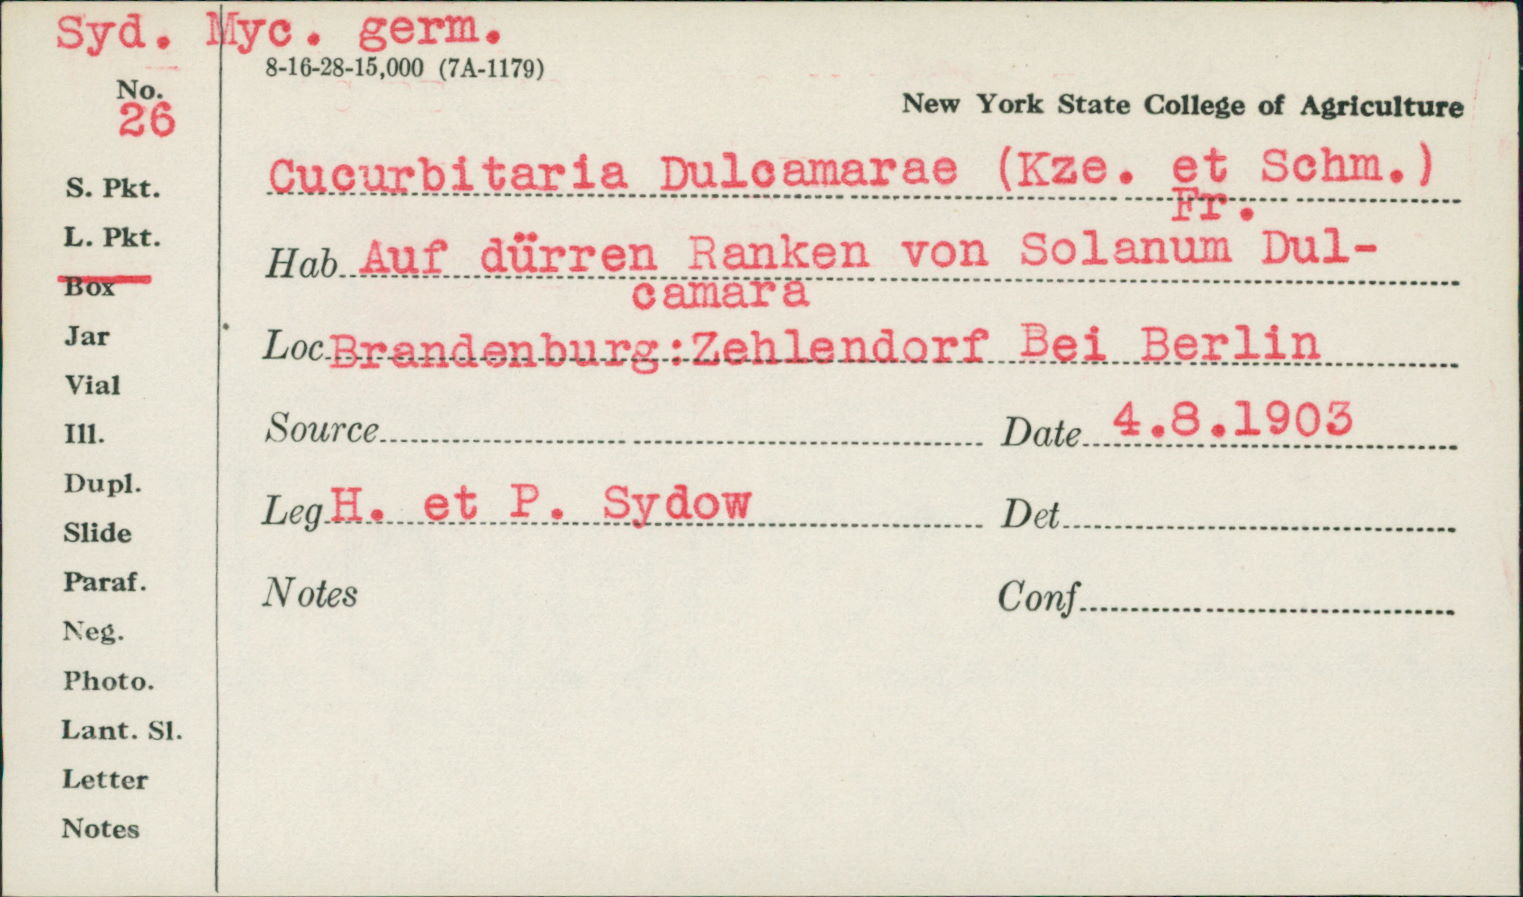 Syd. Myc. germ.
8-16-28-15,000 (7A-1179)
No.
26
New York State College of Agriculture
Cucurbitaria Dulcamarae (Kze. et Schm.)
Fr.
Hab Auf dürren Ranken von Solanum Dul-
camara
Loc Brandenburg:Zehlendorf Bei Berlin
Source Date 4.8.1903
Leg H. et P. Sydow Det
Notes Conf
S. Pkt.
L. Pkt.
Box
Jar
Vial
Ill.
Dupl.
Slide
Paraf.
Neg.
Photo.
Lant. Sl.
Letter
Notes